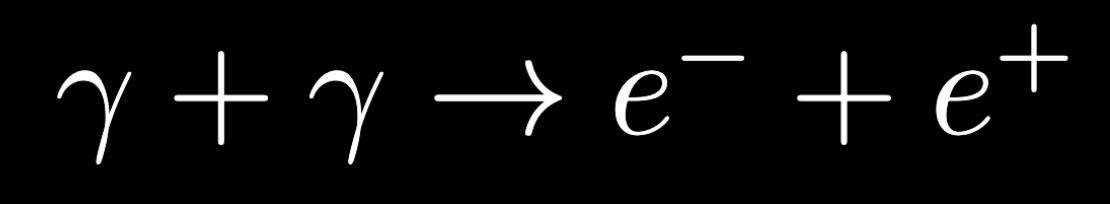 γ + γ → e⁻ + e⁺